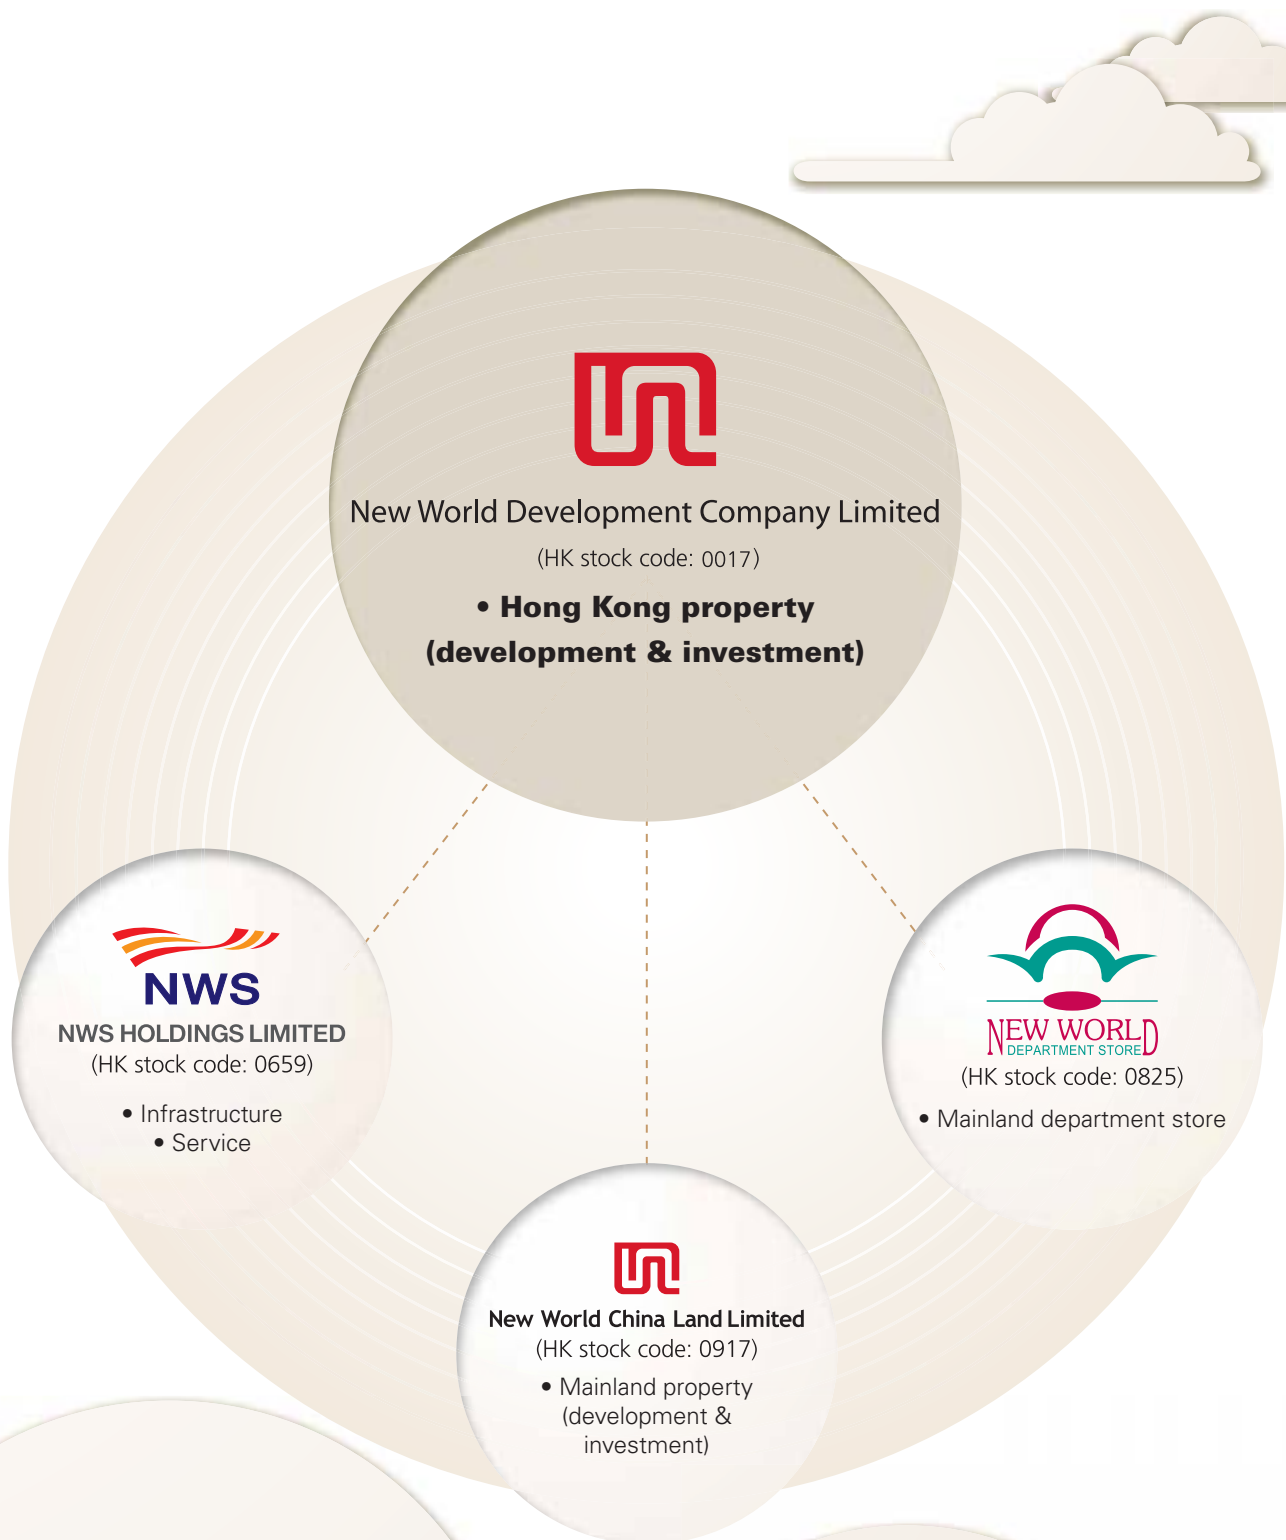 New World Development Company Limited
(HK stock code: 0017)
• Hong Kong property
(development & investment)
NWS
NWS HOLDINGS LIMITED
(HK stock code: 0659)
• Infrastructure
• Service
NEW WORLD
DEPARTMENT STORE
(HK stock code: 0825)
• Mainland department store
New World China Land Limited
(HK stock code: 0917)
• Mainland property
(development &
investment)